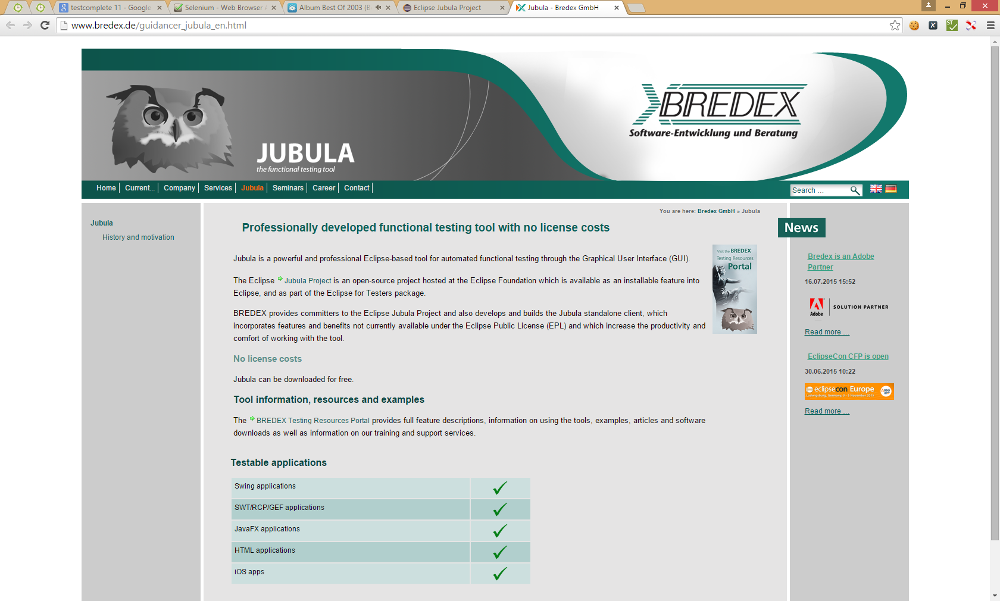 testcomplete 11 - Google
Selenium - Web Browser
Album Best Of 2003 (B
Eclipse Jubula Project
Jubula - Bredex GmbH
www.bredex.de/guidancer_jubula_en.html
BREDEX
Software-Entwicklung und Beratung
JUBULA
the functional testing tool
Home Current... Company Services Jubula Seminars Career Contact
Search ...
You are here: Bredex GmbH » Jubula
Jubula
History and motivation
Professionally developed functional testing tool with no license costs
Jubula is a powerful and professional Eclipse-based tool for automated functional testing through the Graphical User Interface (GUI).
The Eclipse Jubula Project is an open-source project hosted at the Eclipse Foundation which is available as an installable feature into
Eclipse, and as part of the Eclipse for Testers package.
BREDEX provides committers to the Eclipse Jubula Project and also develops and builds the Jubula standalone client, which
incorporates features and benefits not currently available under the Eclipse Public License (EPL) and which increase the productivity and
comfort of working with the tool.
Visit the BREDEX
Testing Resources
Portal
No license costs
Jubula can be downloaded for free.
Tool information, resources and examples
The BREDEX Testing Resources Portal provides full feature descriptions, information on using the tools, examples, articles and software
downloads as well as information on our training and support services.
Testable applications
Swing applications
SWT/RCP/GEF applications
JavaFX applications
HTML applications
iOS apps
News
Bredex is an Adobe
Partner
16.07.2015 15:52
Adobe
SOLUTION PARTNER
Read more ...
EclipseCon CFP is open
30.06.2015 10:22
eclipsecon Europe
Ludwigsburg, Germany, 3 - 5 November 2015
Read more ...